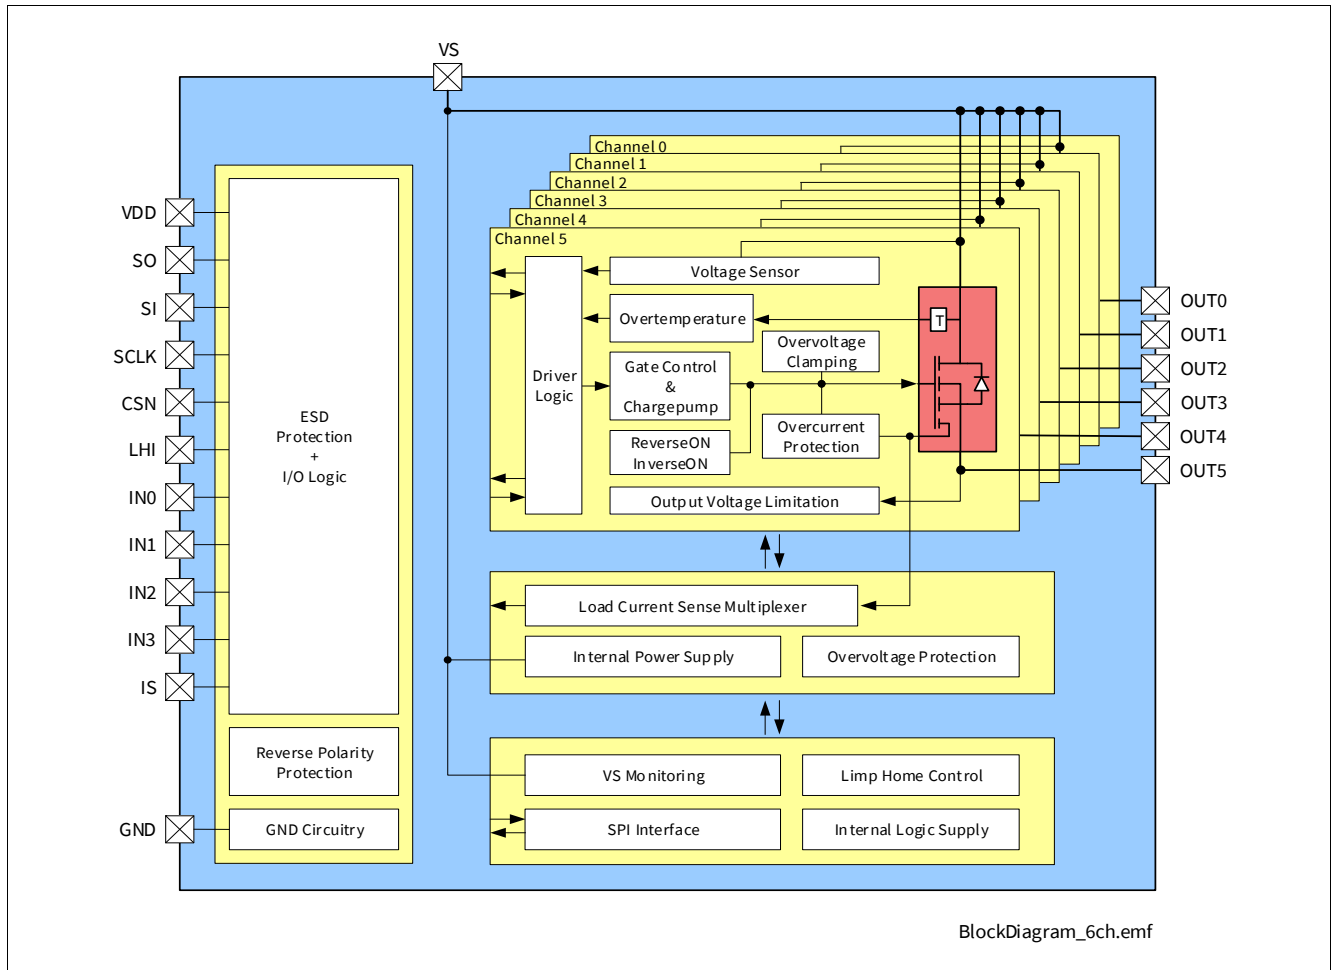 VS
Channel 0
Channel 1
Channel 2
Channel 3
Channel 4
Channel 5
VDD
SO
SI
SCLK
CSN
LHI
IN0
IN1
IN2
IN3
IS
GND
ESD
Protection
+
I/O Logic
Reverse Polarity
Protection
GND Circuitry
Driver
Logic
Voltage Sensor
Overtemperature
T
Overvoltage
Clamping
Gate Control
&
Chargepump
Overcurrent
Protection
ReverseON
InverseON
Output Voltage Limitation
OUT0
OUT1
OUT2
OUT3
OUT4
OUT5
Load Current Sense Multiplexer
Internal Power Supply
Overvoltage Protection
VS Monitoring
Limp Home Control
SPI Interface
Internal Logic Supply
BlockDiagram_6ch.emf